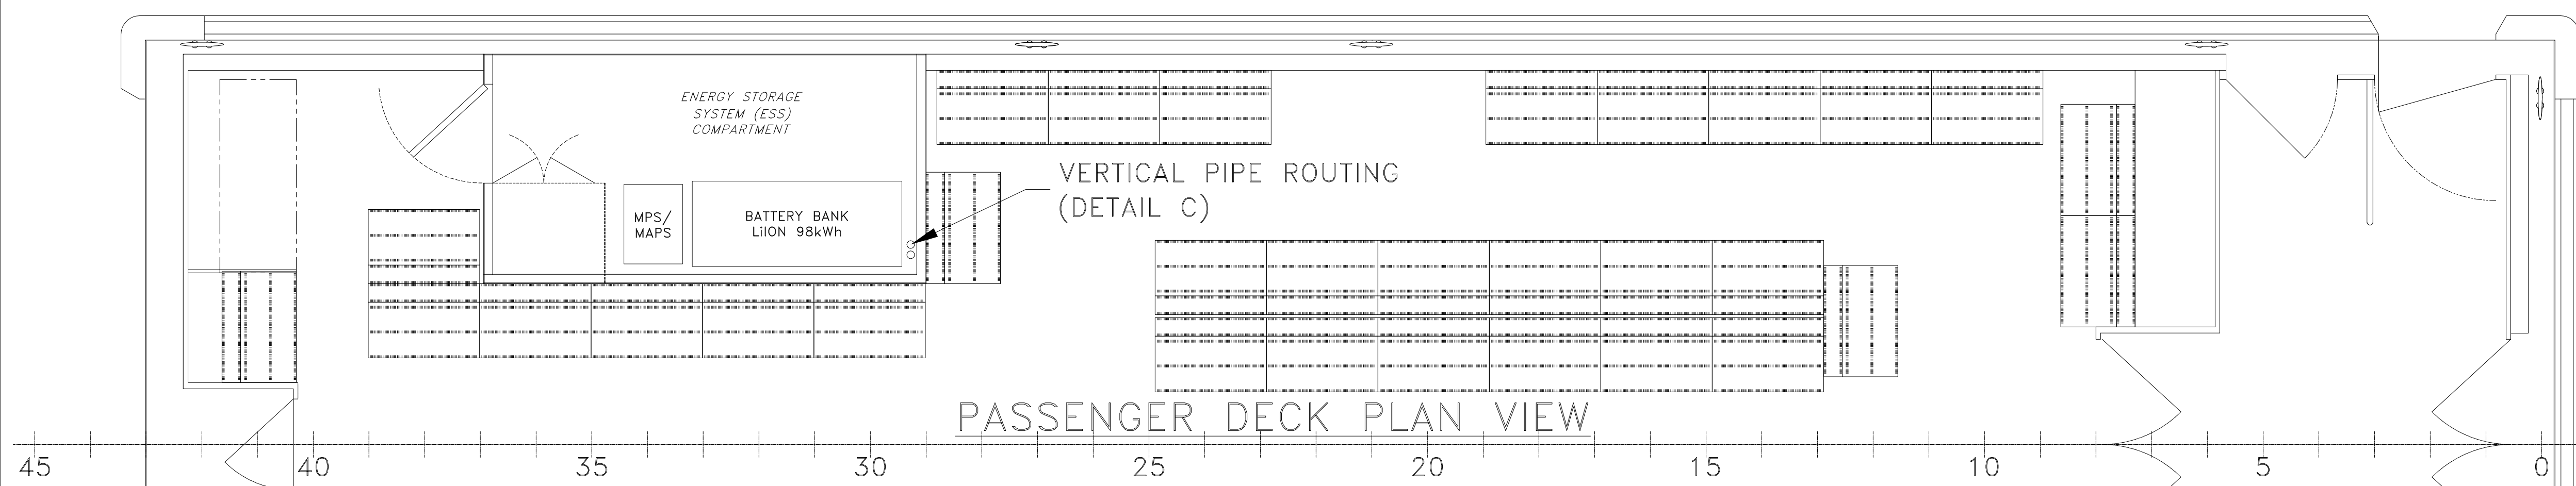 ENERGY STORAGE
SYSTEM (ESS)
COMPARTMENT
VERTICAL PIPE ROUTING
(DETAIL C)
MPS/
MAPS
BATTERY BANK
LiION 98kWh
PASSENGER DECK PLAN VIEW
45 40 35 30 25 20 15 10 5 0